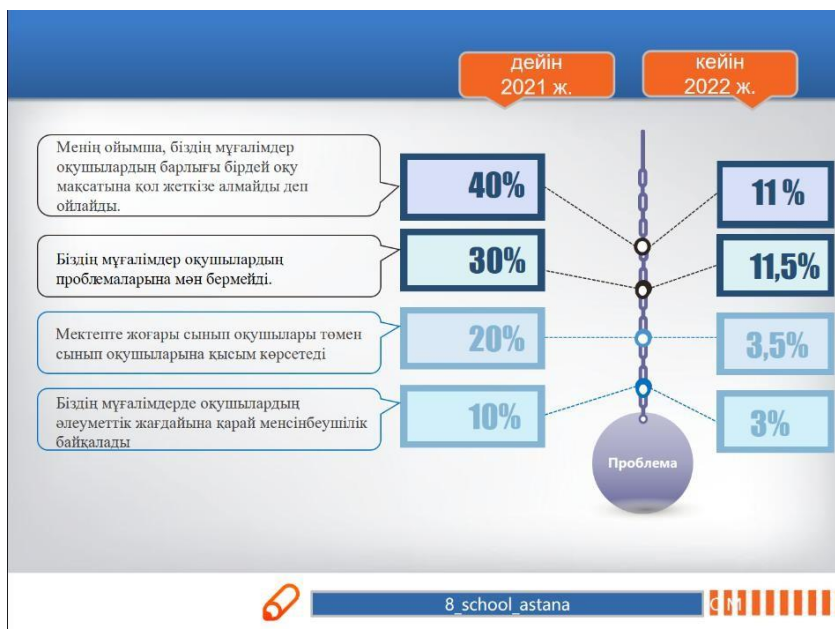 дейін
2021 ж.
кейін
2022 ж.
Менің ойымша, біздің мұғалімдер
оқушылардың барлығы бірдей оқу
мақсатына қол жеткізе алмайды деп
ойлайды.
40%
11 %
Біздің мұғалімдер оқушылардың
проблемаларына мән бермейді.
30%
11,5%
Мектепте жоғары сынып оқушылары төмен
сынып оқушыларына қысым көрсетеді
20%
3,5%
Біздің мұғалімдерде оқушылардың
әлеуметтік жағдайына қарай менсінбеушілік
байқалады
10%
3%
Проблема
8_school_astana